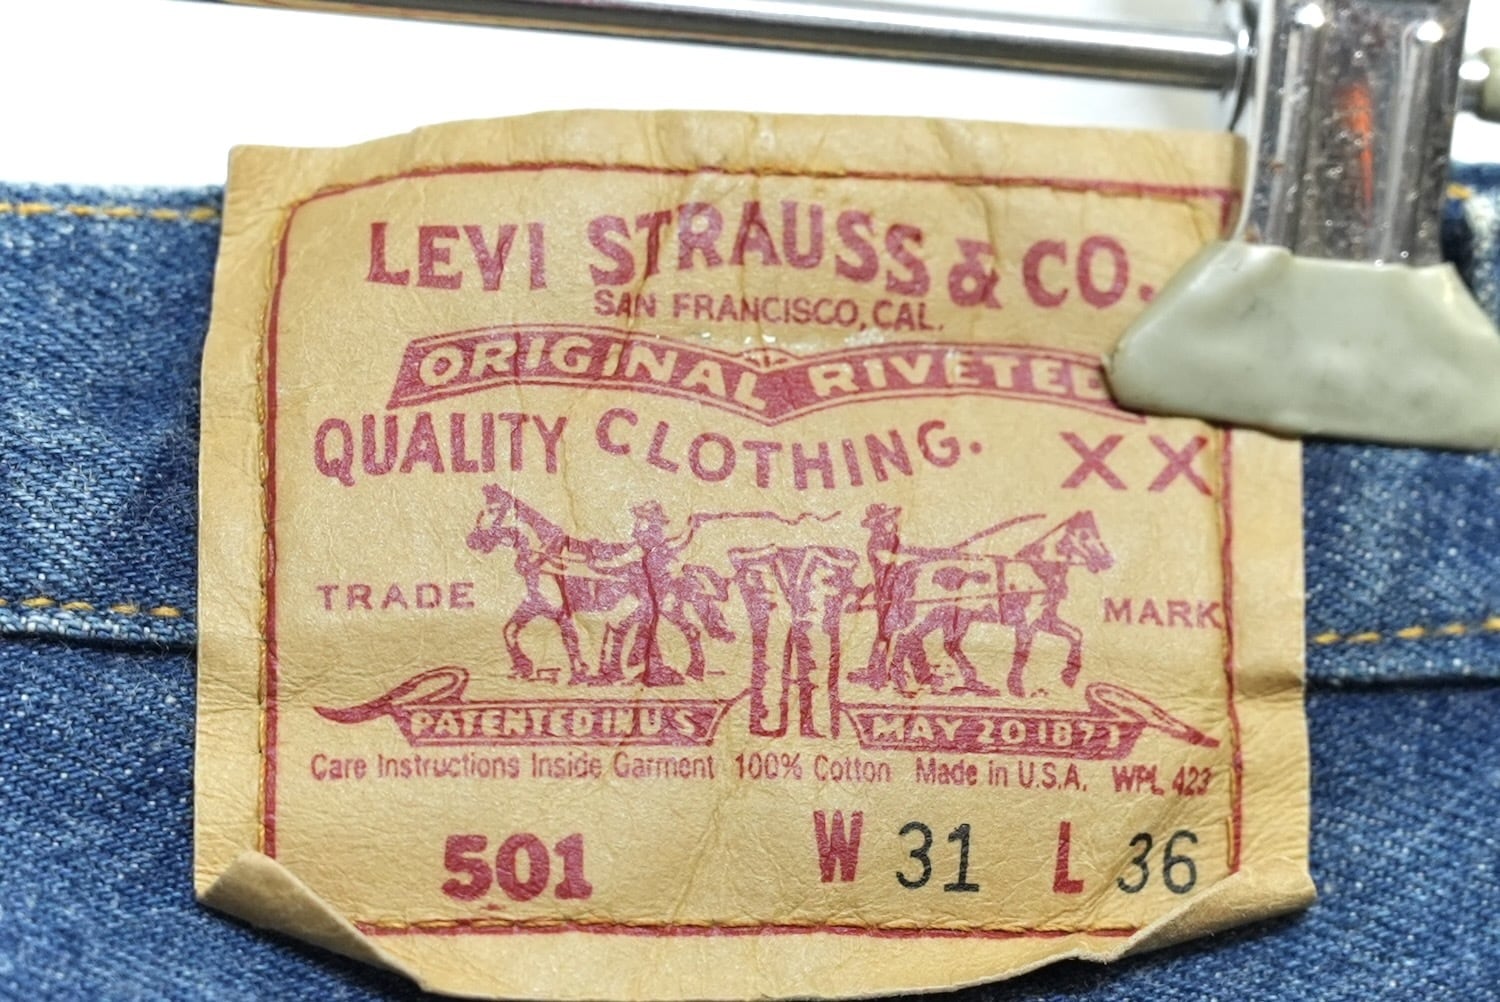 LEVI STRAUSS & CO.
SAN FRANCISCO, CAL.
ORIGINAL RIVETED
QUALITY CLOTHING. XX
TRADE MARK
PATENTED IN U S MAY 20 1873
Care Instructions Inside Garment 100% Cotton Made in U.S.A. WPL 423
501 W 31 L 36